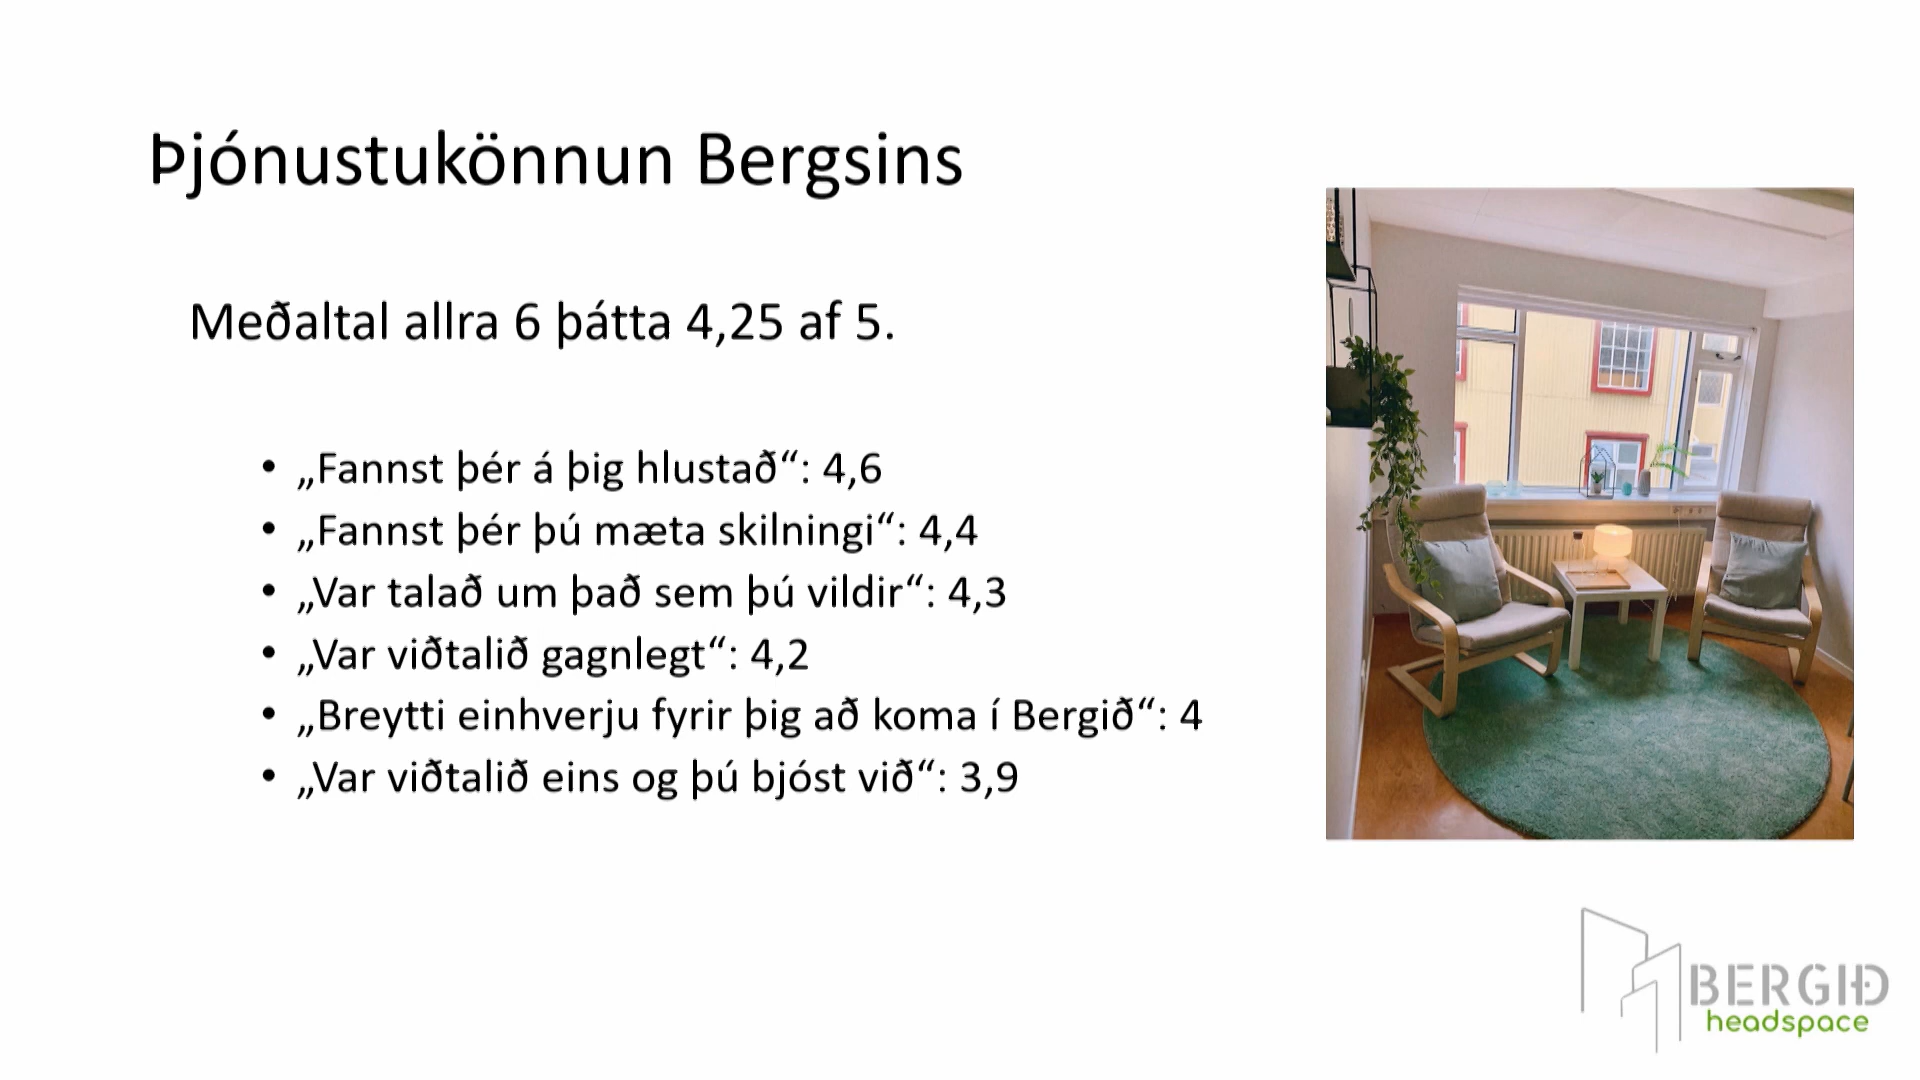 Þjónustukönnun Bergsins
Meðaltal allra 6 þátta 4,25 af 5.
• „Fannst þér á þig hlustað“: 4,6
• „Fannst þér þú mæta skilningi“: 4,4
• „Var talað um það sem þú vildir“: 4,3
• „Var viðtalið gagnlegt“: 4,2
• „Breytti einhverju fyrir þig að koma í Bergið“: 4
• „Var viðtalið eins og þú bjóst við“: 3,9
BERGIÐ
headspace